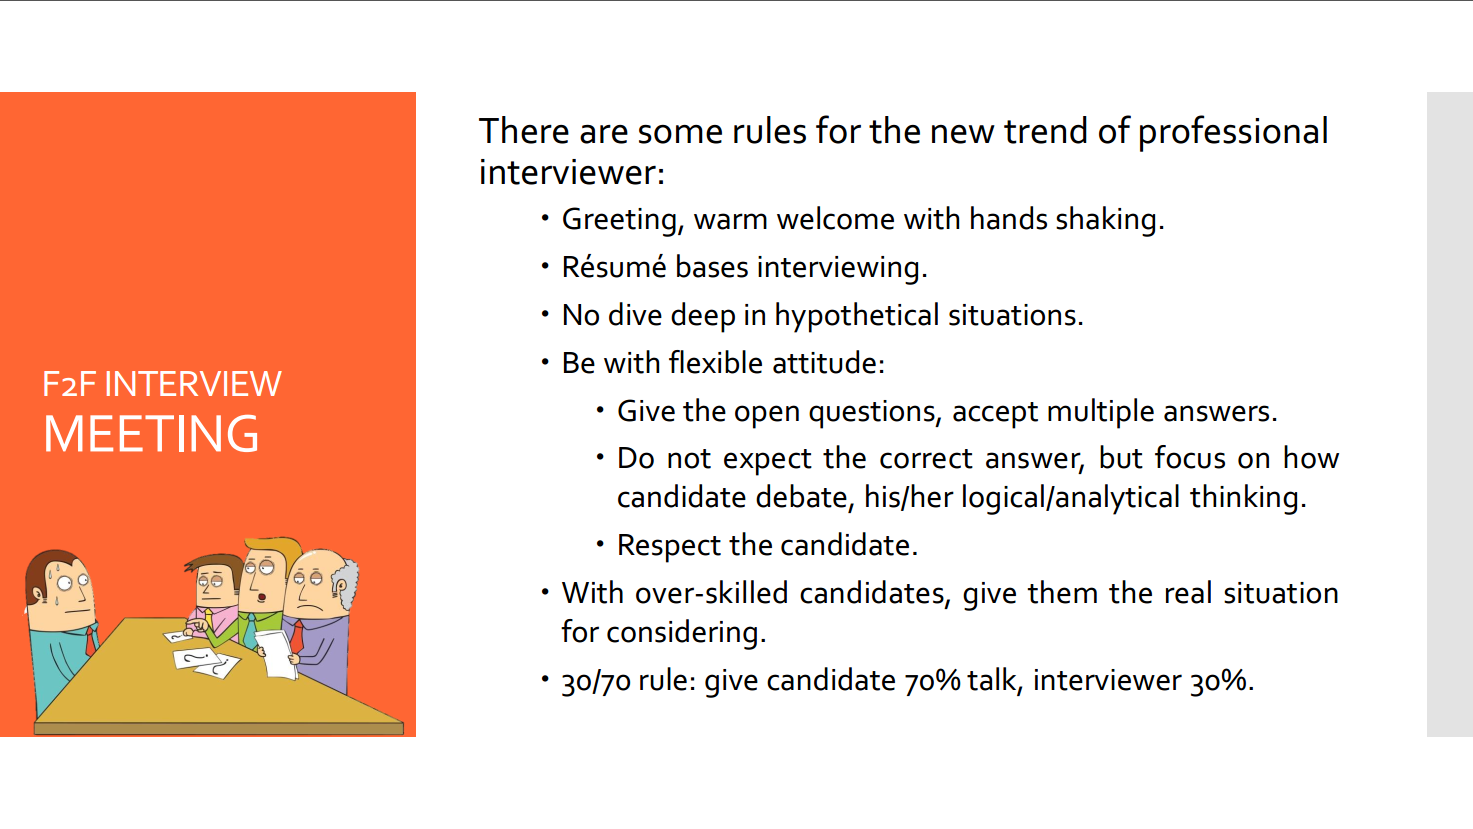 F2F INTERVIEW
MEETING
There are some rules for the new trend of professional
interviewer:
• Greeting, warm welcome with hands shaking.
• Résumé bases interviewing.
• No dive deep in hypothetical situations.
• Be with flexible attitude:
• Give the open questions, accept multiple answers.
• Do not expect the correct answer, but focus on how
candidate debate, his/her logical/analytical thinking.
• Respect the candidate.
• With over-skilled candidates, give them the real situation
for considering.
• 30/70 rule: give candidate 70% talk, interviewer 30%.